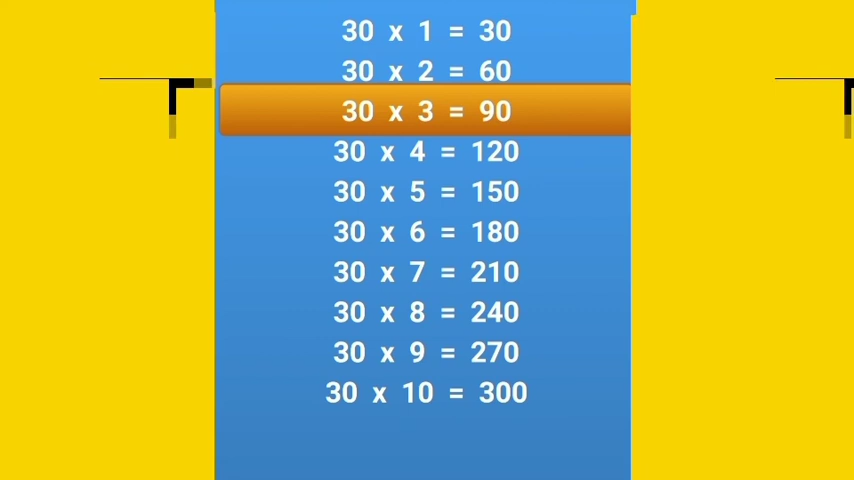 30 x 1 = 30
30 x 2 = 60
30 x 3 = 90
30 x 4 = 120
30 x 5 = 150
30 x 6 = 180
30 x 7 = 210
30 x 8 = 240
30 x 9 = 270
30 x 10 = 300